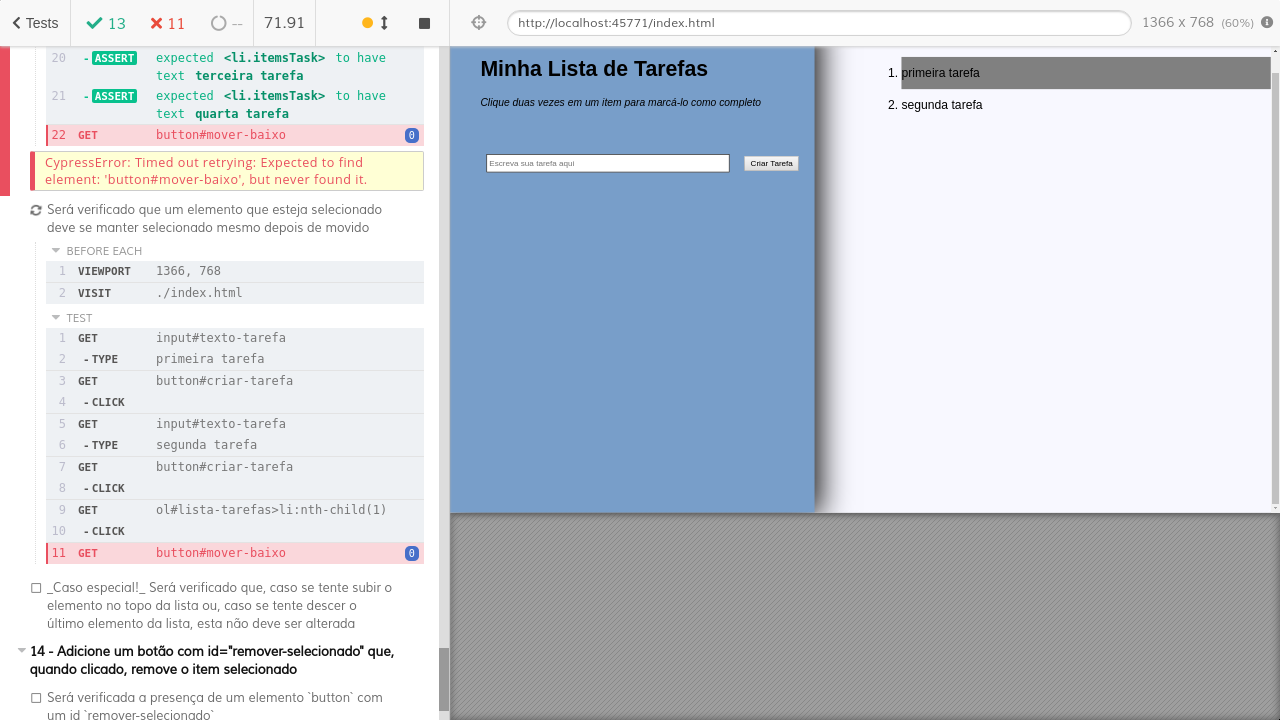 Tests
13
11
--
71.91
http://localhost:45771/index.html
1366 x 768 (60%)
20 - ASSERT expected <li.itemsTask> to have
text terceira tarefa
21 - ASSERT expected <li.itemsTask> to have
text quarta tarefa
22 GET button#mover-baixo 0
CypressError: Timed out retrying: Expected to find
element: 'button#mover-baixo', but never found it.
Será verificado que um elemento que esteja selecionado
deve se manter selecionado mesmo depois de movido
BEFORE EACH
1 VIEWPORT 1366, 768
2 VISIT ./index.html
TEST
1 GET input#texto-tarefa
2 - TYPE primeira tarefa
3 GET button#criar-tarefa
4 - CLICK
5 GET input#texto-tarefa
6 - TYPE segunda tarefa
7 GET button#criar-tarefa
8 - CLICK
9 GET ol#lista-tarefas>li:nth-child(1)
10 - CLICK
11 GET button#mover-baixo 0
_Caso especial!_ Será verificado que, caso se tente subir o
elemento no topo da lista ou, caso se tente descer o
último elemento da lista, esta não deve ser alterada
14 - Adicione um botão com id="remover-selecionado" que,
quando clicado, remove o item selecionado
Será verificada a presença de um elemento `button` com
um id `remover-selecionado`
Minha Lista de Tarefas
Clique duas vezes em um item para marcá-lo como completo
Escreva sua tarefa aqui
Criar Tarefa
1. primeira tarefa
2. segunda tarefa